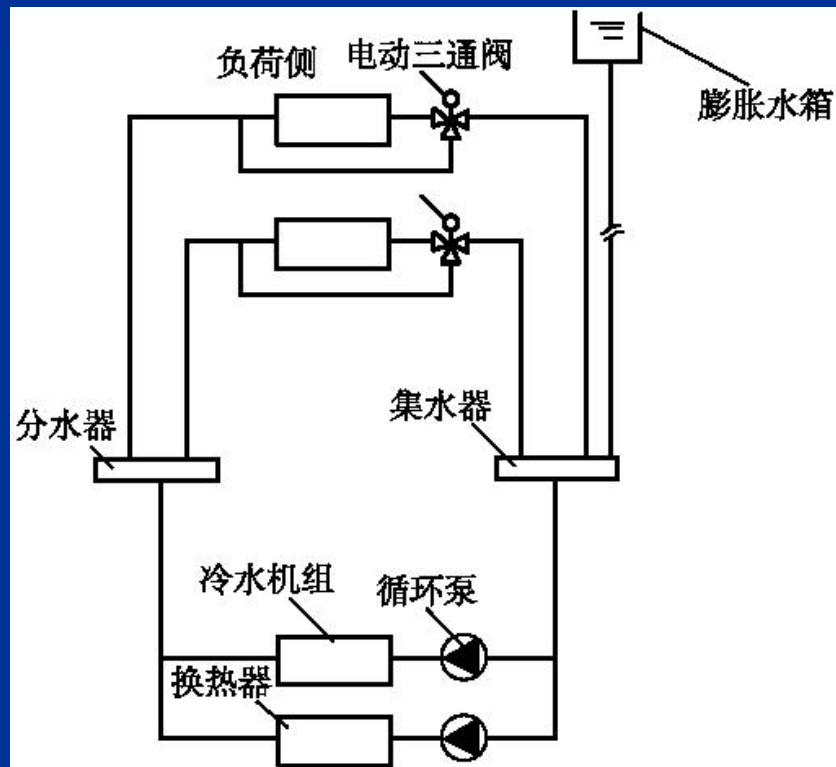 负荷侧
电动三通阀
膨胀水箱
分水器
集水器
冷水机组
循环泵
换热器